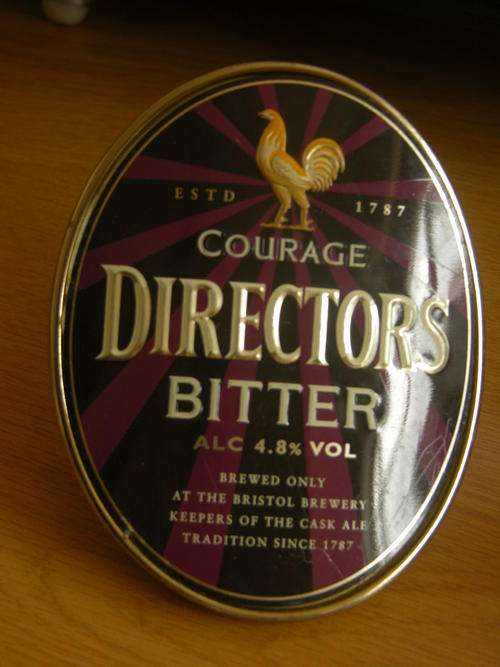 ESTD 1787
COURAGE
DIRECTORS
BITTER
ALC 4.8% VOL
BREWED ONLY
AT THE BRISTOL BREWERY
KEEPERS OF THE CASK ALE
TRADITION SINCE 1787